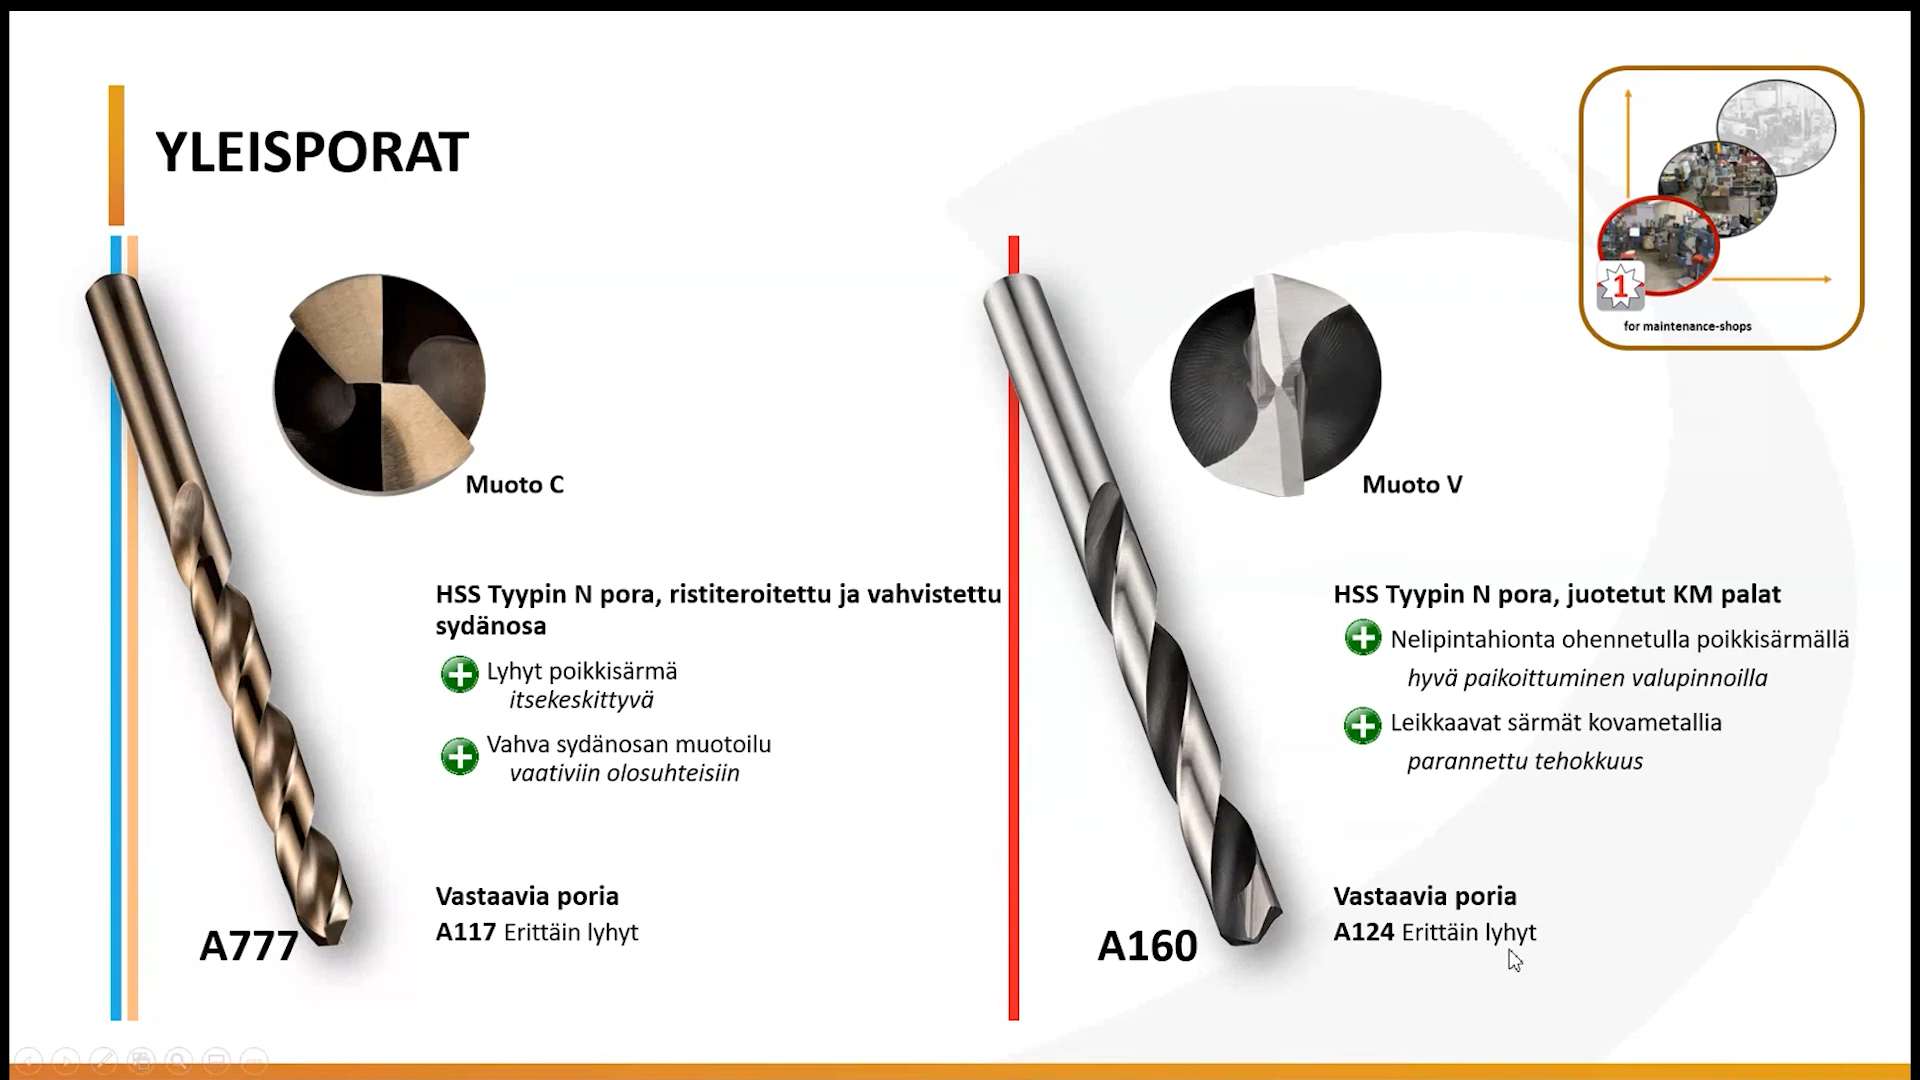 YLEISPORAT
1
for maintenance-shops
Muoto C
HSS Tyypin N pora, ristiteroitettu ja vahvistettu
sydänosa
Lyhyt poikkisärmä
itsekeskittyvä
Vahva sydänosan muotoilu
vaativiin olosuhteisiin
Vastaavia poria
A117 Erittäin lyhyt
A777
Muoto V
HSS Tyypin N pora, juotetut KM palat
Nelipintahionta ohennetulla poikkisärmällä
hyvä paikoittuminen valupinnoilla
Leikkaavat särmät kovametallia
parannettu tehokkuus
Vastaavia poria
A124 Erittäin lyhyt
A160